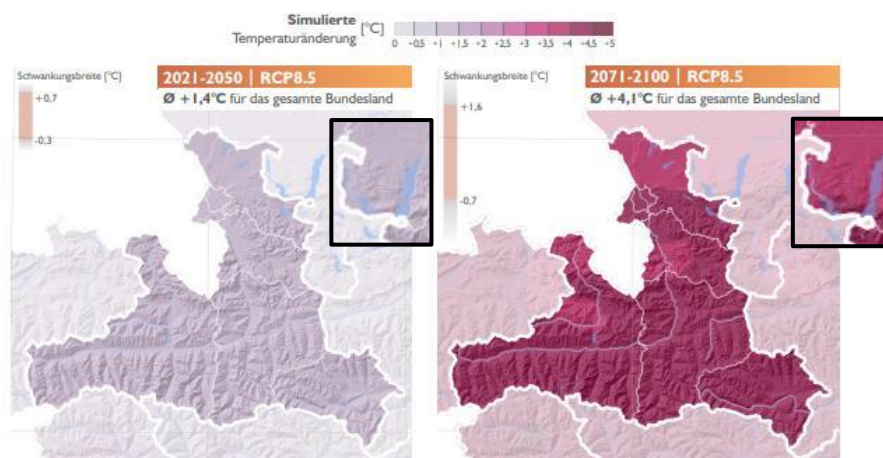 Simulierte
Temperaturänderung
[°C]
0 +0,5 +1 +1,5 +2 +2,5 +3 +3,5 +4 +4,5 +5
Schwankungsbreite [°C]
+0,7
-0,3
2021-2050 | RCP8.5
Ø +1,4°C für das gesamte Bundesland
Schwankungsbreite [°C]
+1,6
-0,7
2071-2100 | RCP8.5
Ø +4,1°C für das gesamte Bundesland